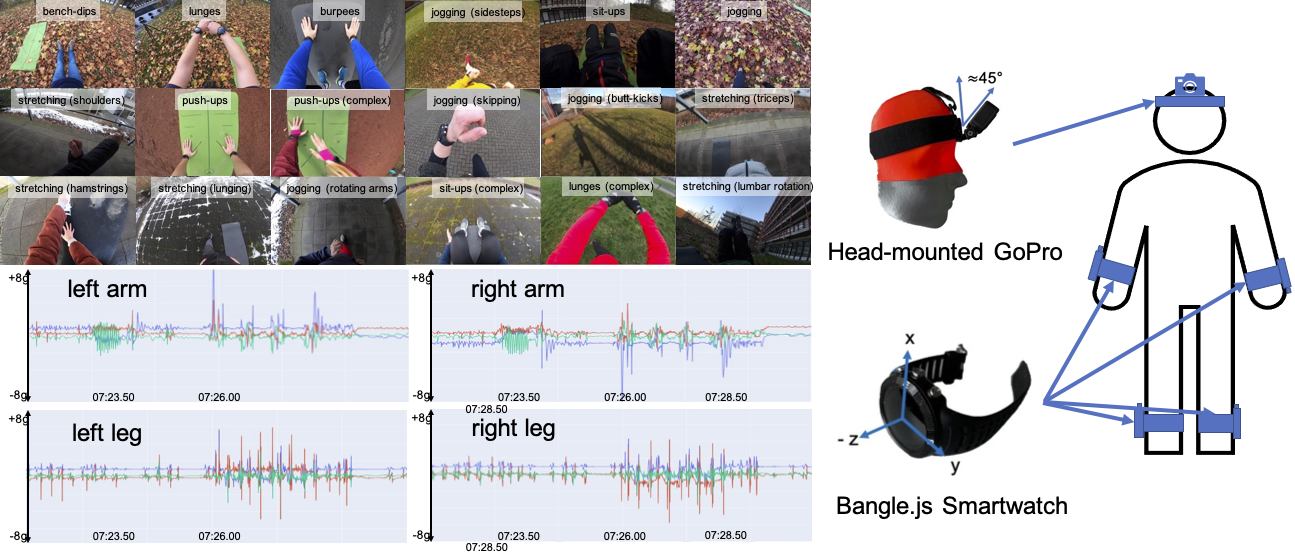 bench-dips
lunges
burpees
jogging (sidesteps)
sit-ups
jogging
stretching (shoulders)
push-ups
push-ups (complex)
jogging (skipping)
jogging (butt-kicks)
stretching (triceps)
stretching (hamstrings)
stretching (lunging)
jogging (rotating arms)
sit-ups (complex)
lunges (complex)
stretching (lumbar rotation)
+8g
left arm
-8g
07:23.50
07:26.00
+8g
right arm
-8g
07:23.50
07:26.00
07:28.50
07:28.50
+8g
left leg
-8g
07:23.50
07:26.00
right leg
-8g
07:23.50
07:26.00
07:28.50
07:28.50
≈45°
Head-mounted GoPro
x
- z
y
Bangle.js Smartwatch